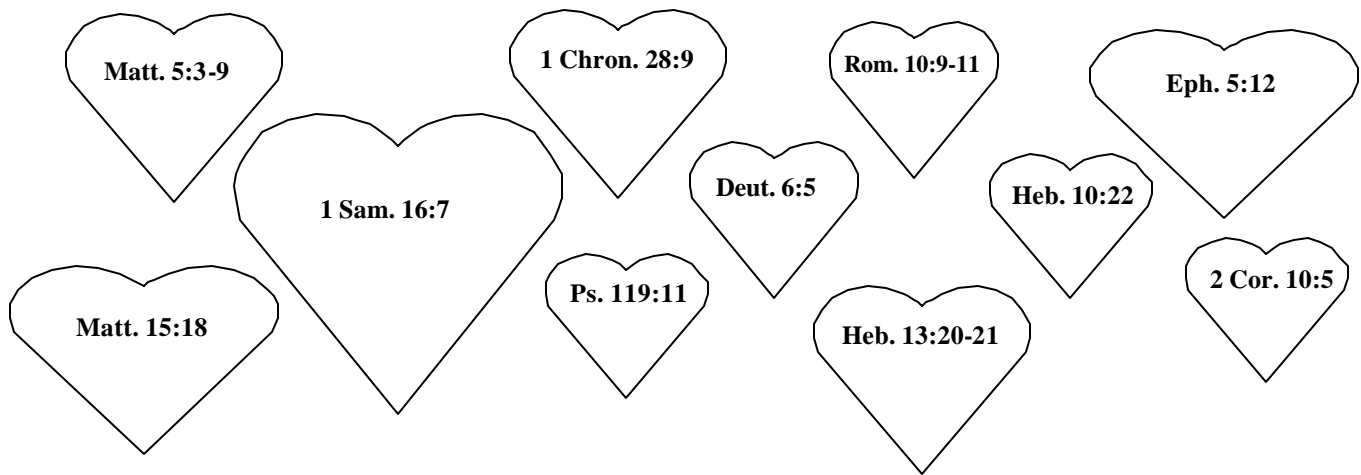 Matt. 5:3-9
1 Chron. 28:9
Rom. 10:9-11
Eph. 5:12
1 Sam. 16:7
Deut. 6:5
Heb. 10:22
Matt. 15:18
Ps. 119:11
Heb. 13:20-21
2 Cor. 10:5